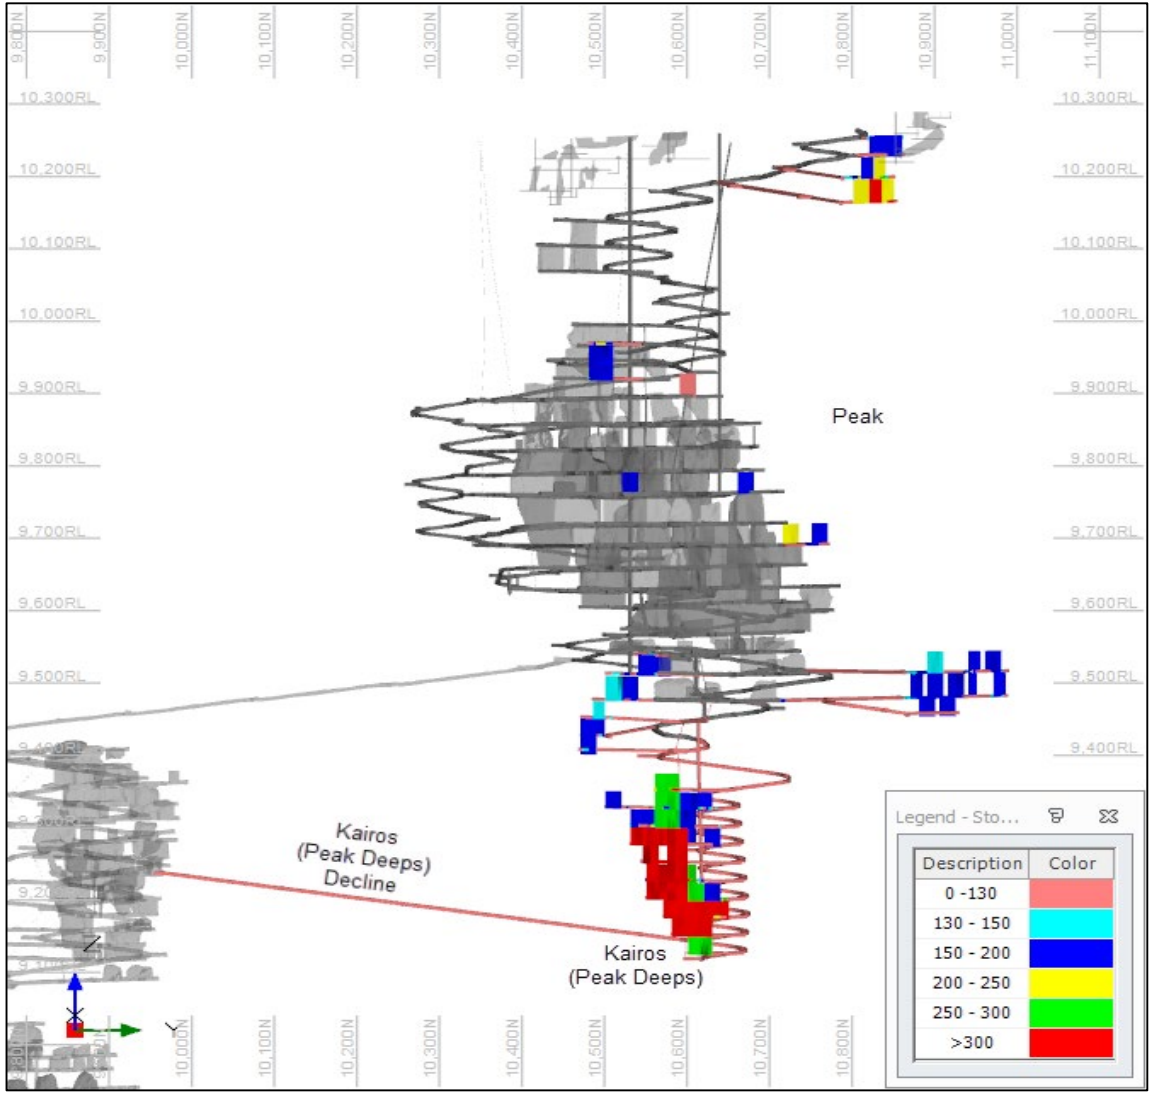 9,800N
9,900N
10,000N
10,100N
10,200N
10,300N
10,400N
10,500N
10,600N
10,700N
10,800N
10,900N
11,000N
11,100N
10,300RL
10,300RL
10,200RL
10,200RL
10,100RL
10,100RL
10,000RL
10,000RL
9,900RL
9,900RL
Peak
9,800RL
9,800RL
9,700RL
9,700RL
9,600RL
9,600RL
9,500RL
9,500RL
9,400RL
9,400RL
Kairos
(Peak Deeps)
Decline
Kairos
(Peak Deeps)
Legend - Sto...
Description Color
0 -130
130 - 150
150 - 200
200 - 250
250 - 300
>300
Y
10,000N
10,100N
10,200N
10,300N
10,400N
10,500N
10,600N
10,700N
10,800N